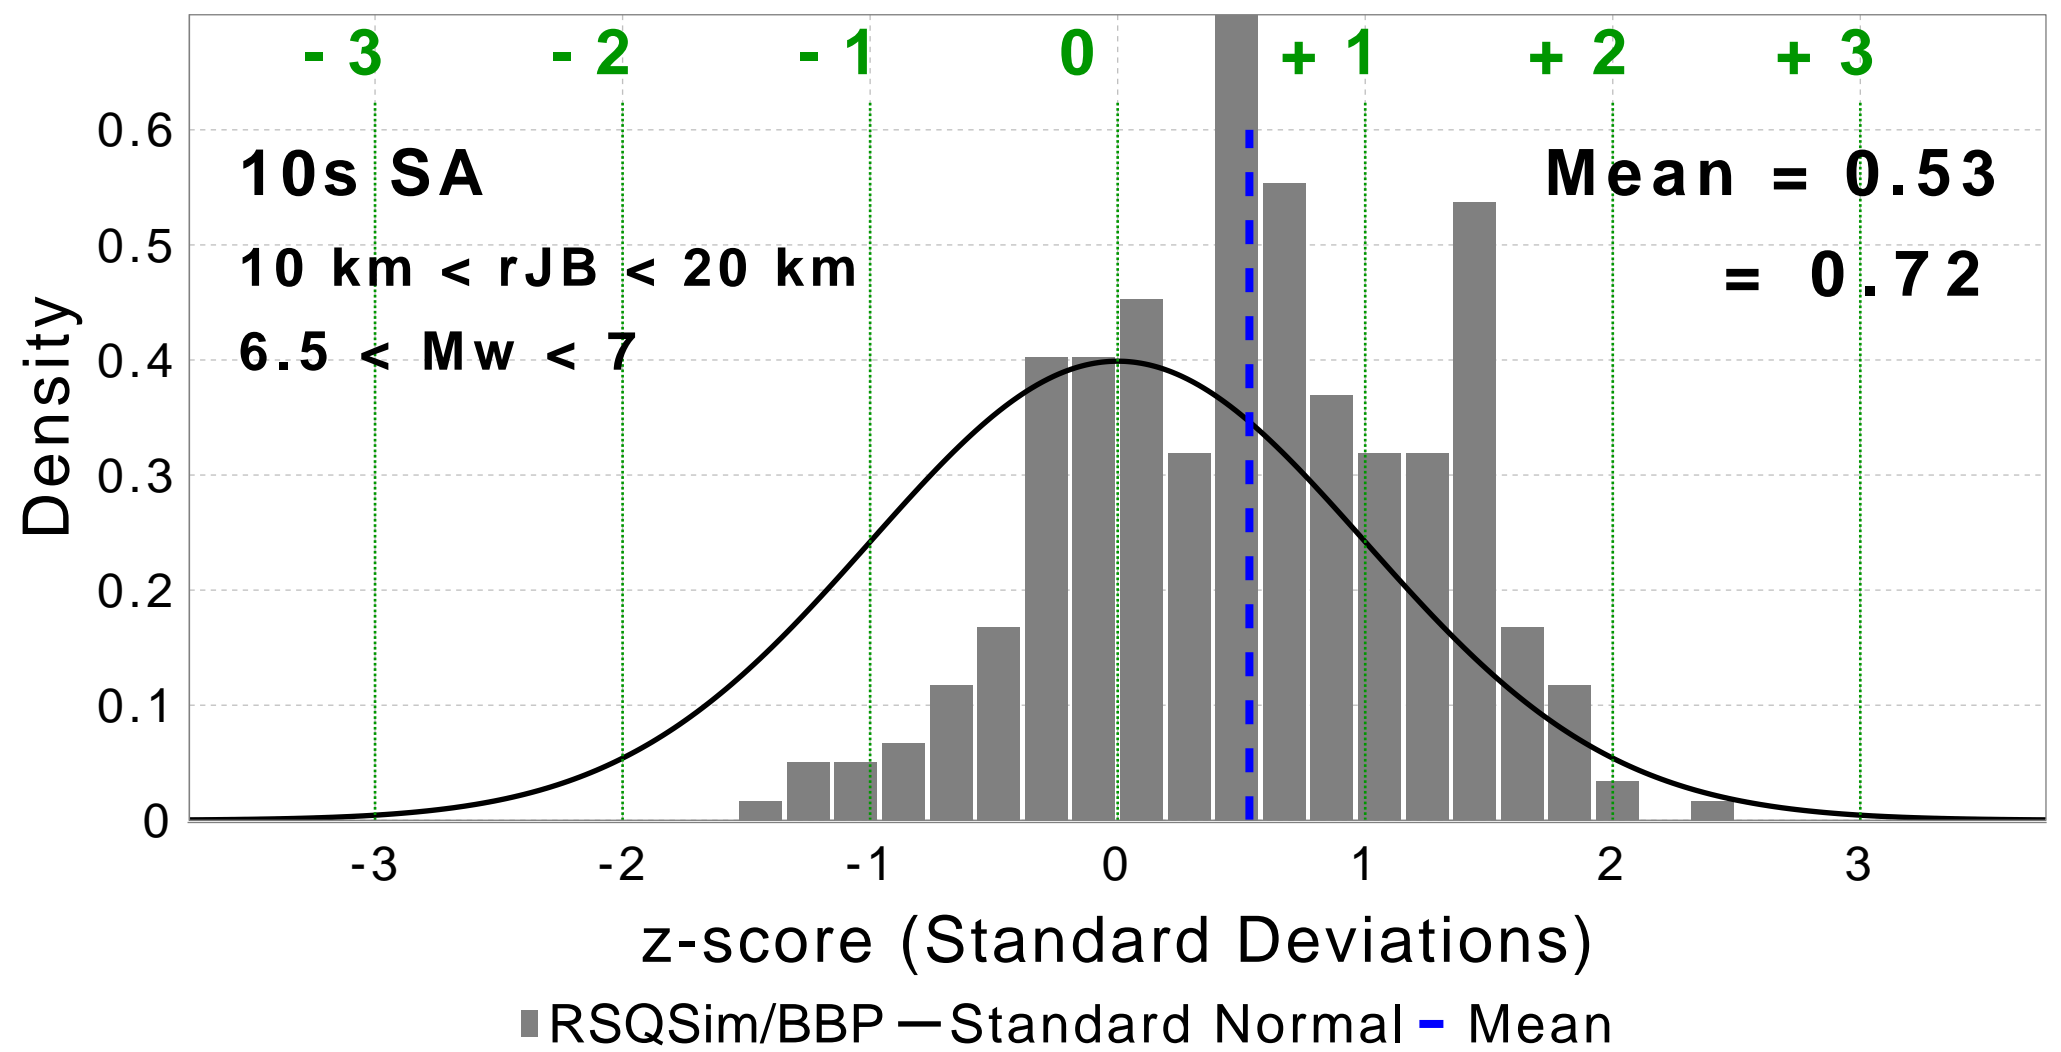 - 3 - 2 - 1 0 + 1 + 2 + 3
10s SA
10 km < rJB < 20 km
6.5 < Mw < 7
Mean = 0.53
= 0.72
Density
0.6
0.5
0.4
0.3
0.2
0.1
0
-3 -2 -1 0 1 2 3
z-score (Standard Deviations)
RSQSim/BBP Standard Normal Mean